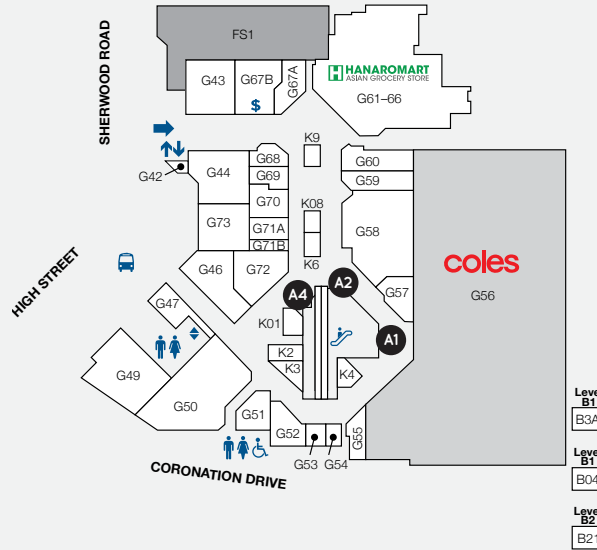 SHERWOOD ROAD
FS1
G43
G67B
G67A
$
HANAROMART
ASIAN GROCERY STORE
G61–66
K9
G42
G44
G68
G69
G70
G71A
G71B
G73
G46
G72
K08
K6
G60
G59
G58
G57
coles
G56
HIGH STREET
A4
A2
A1
G47
K01
K2
K3
K4
G49
G50
G51
G52
G53
G54
G55
CORONATION DRIVE
Leve
B1
B3A
Leve
B1
B04
Leve
B2
B21